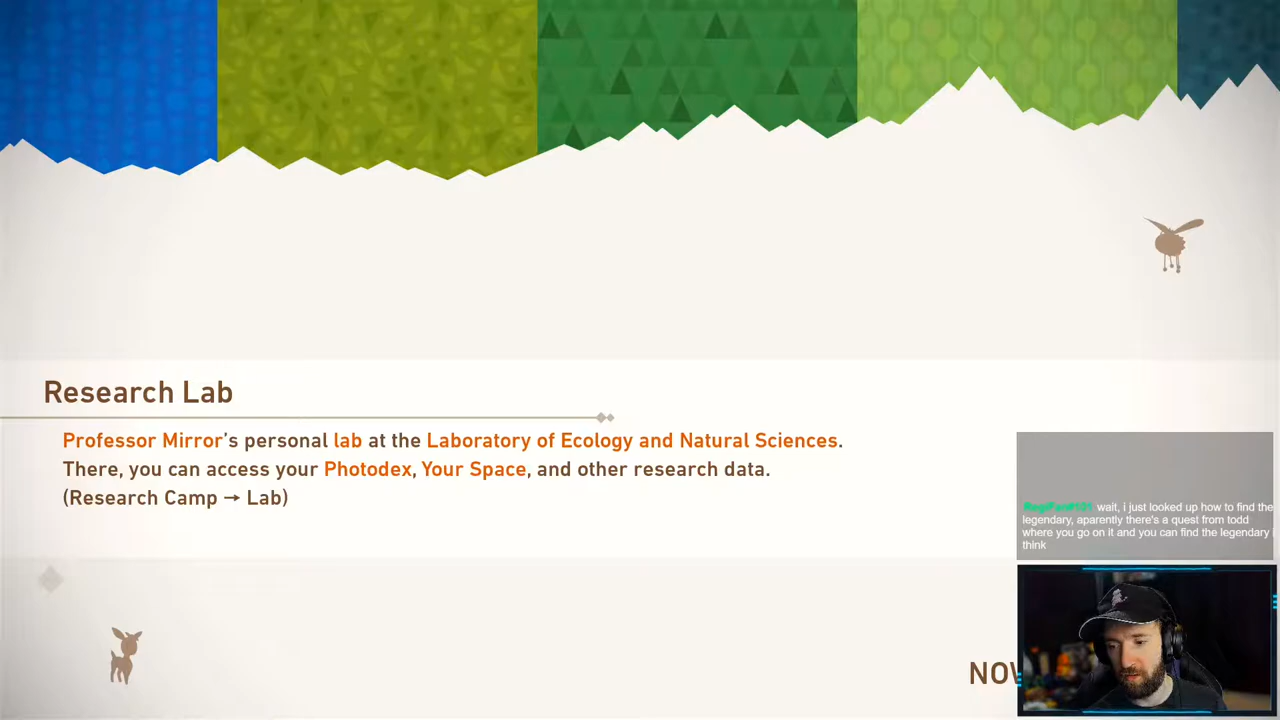 Research Lab
Professor Mirror's personal lab at the Laboratory of Ecology and Natural Sciences.
There, you can access your Photodex, Your Space, and other research data.
(Research Camp → Lab)
wait, i just looked up how to find the
legendary, apparently there's a quest from todd
where you go on it and you can find the legendary i
think
NOW